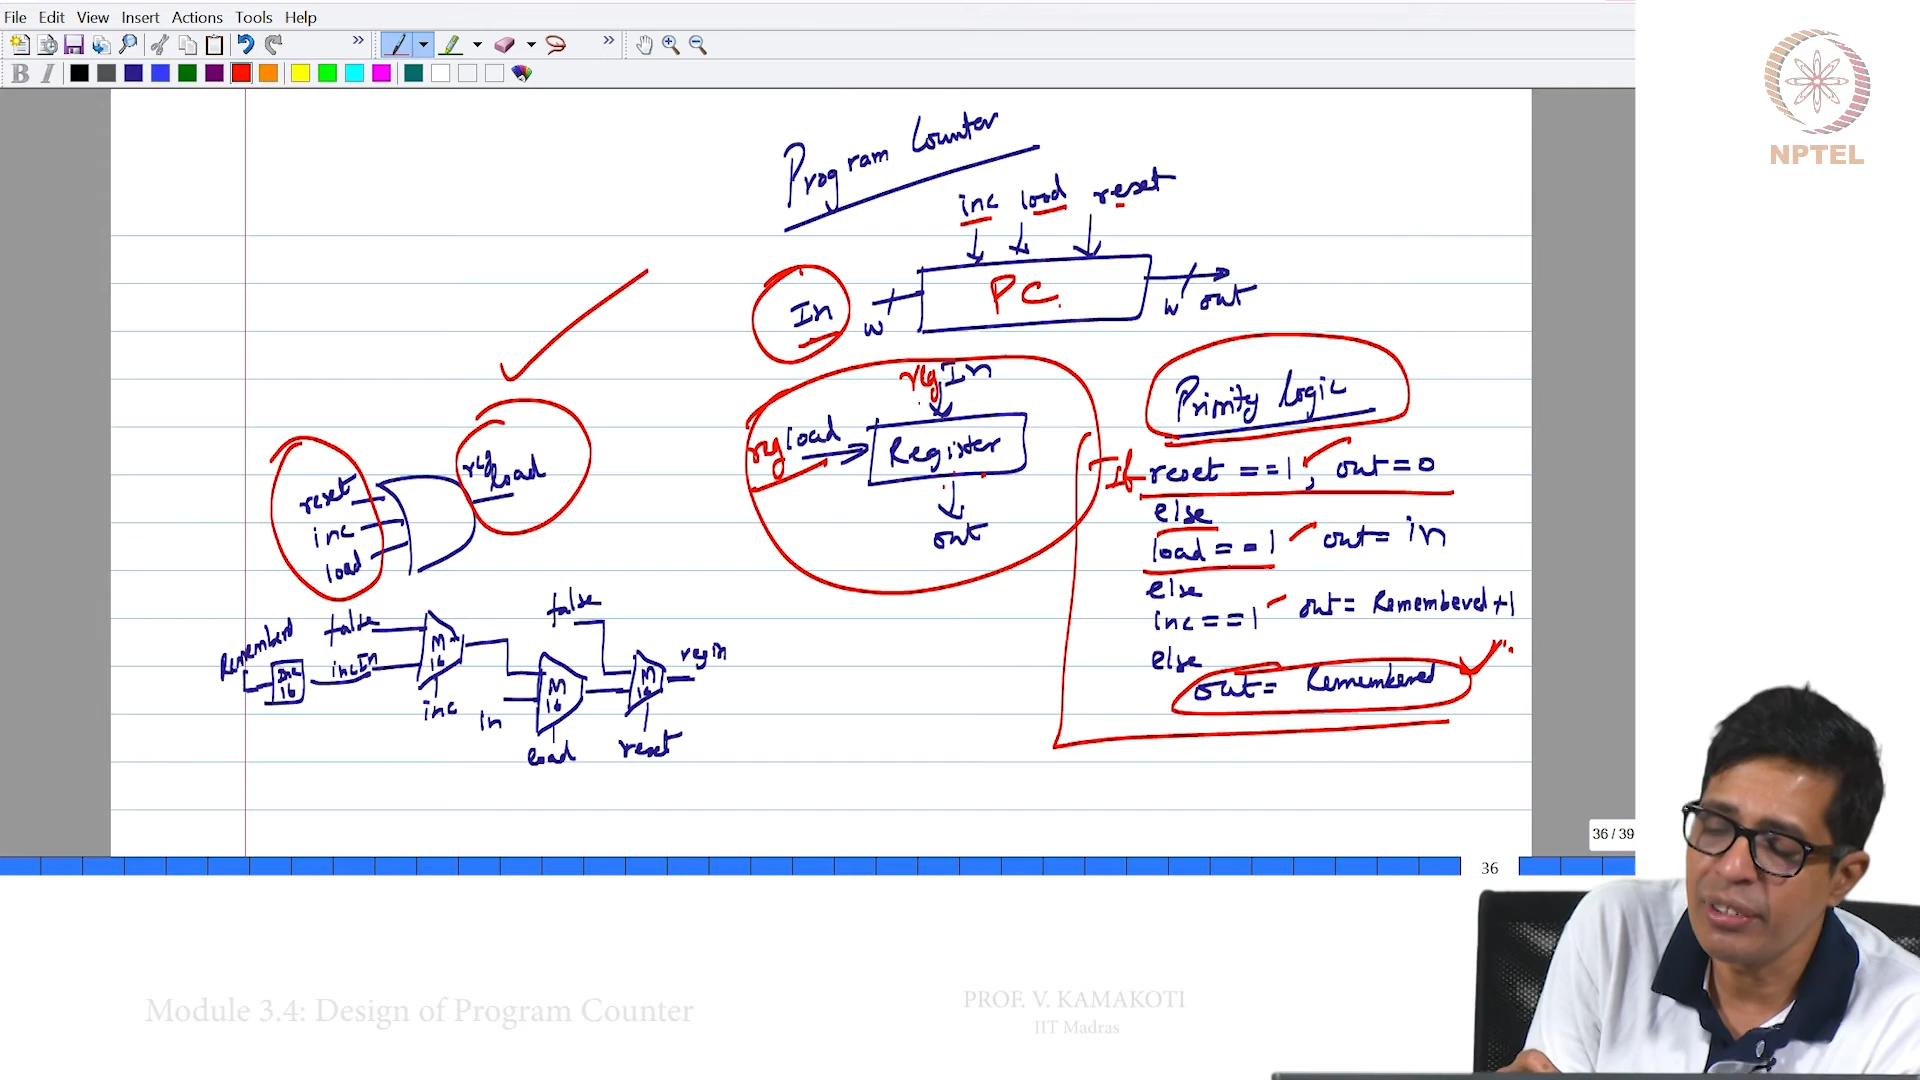 File Edit View Insert Actions Tools Help
B I
NPTEL
Program Counter
inc load reset
In w PC w out
reg In
reg load Register
out
Priority Logic
If reset == 1, out = 0
else
load == 1 out = in
else
inc == 1 out = Remembered + 1
else
out = Remembered
reset
inc
load
reg load
Remembered
Inc 16
false
incIn
M 16
inc
in
M 16
load
false
M 16
reset
reg in
36 / 39
36
Module 3.4: Design of Program Counter
PROF. V. KAMAKOTI
IIT Madras